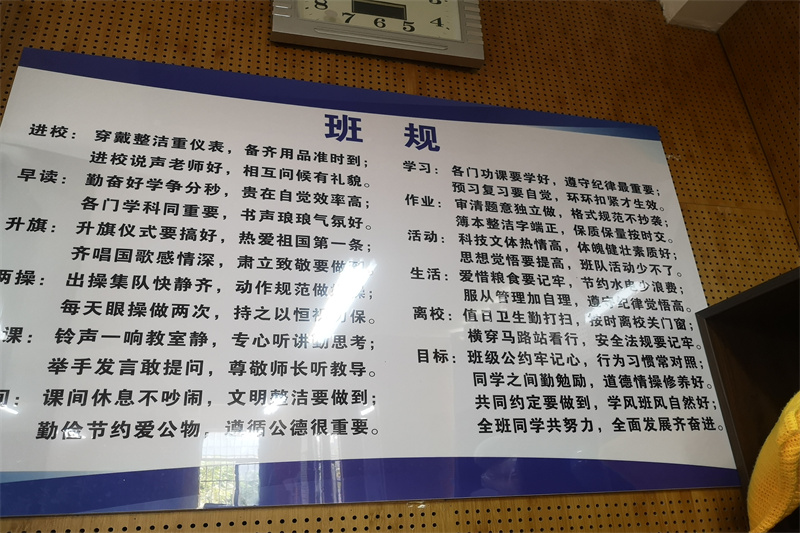 8 7 6 5 4
班 规
进校：穿戴整洁重仪表，备齐用品准时到；
进校说声老师好，相互问候有礼貌。
早读：勤奋好学争分秒，贵在自觉效率高；
各门学科同重要，书声琅琅气氛好。
升旗：升旗仪式要搞好，热爱祖国第一条；
齐唱国歌感情深，肃立致敬要做到。
两操：出操集队快静齐，动作规范做操；
每天眼操做两次，持之以恒视力保。
课：铃声一响教室静，专心听讲勤思考；
举手发言敢提问，尊敬师长听教导。
间：课间休息不吵闹，文明整洁要做到；
勤俭节约爱公物，遵循公德很重要。
学习：各门功课要学好，遵守纪律最重要；
预习复习要自觉，环环扣紧才生效。
作业：审清题意独立做，格式规范不抄袭；
簿本整洁字端正，保质保量按时交。
活动：科技文体热情高，体魄健壮素质好；
思想觉悟要提高，班队活动少不了。
生活：爱惜粮食要记牢，节约水电少浪费；
服从管理加自理，遵守纪律觉悟高。
离校：值日卫生勤打扫，按时离校关门窗；
横穿马路站看行，安全法规要记牢。
目标：班级公约牢记心，行为习惯常对照；
同学之间勤勉励，道德情操修养好。
共同约定要做到，学风班风自然好；
全班同学共努力，全面发展齐奋进。